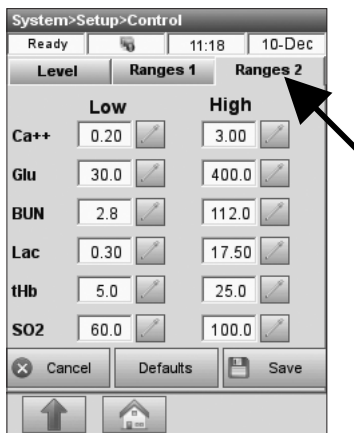 System>Setup>Control
Ready 11:18 10-Dec
Level Ranges 1 Ranges 2
Low High
Ca++ 0.20 3.00
Glu 30.0 400.0
BUN 2.8 112.0
Lac 0.30 17.50
tHb 5.0 25.0
SO2 60.0 100.0
Cancel Defaults Save